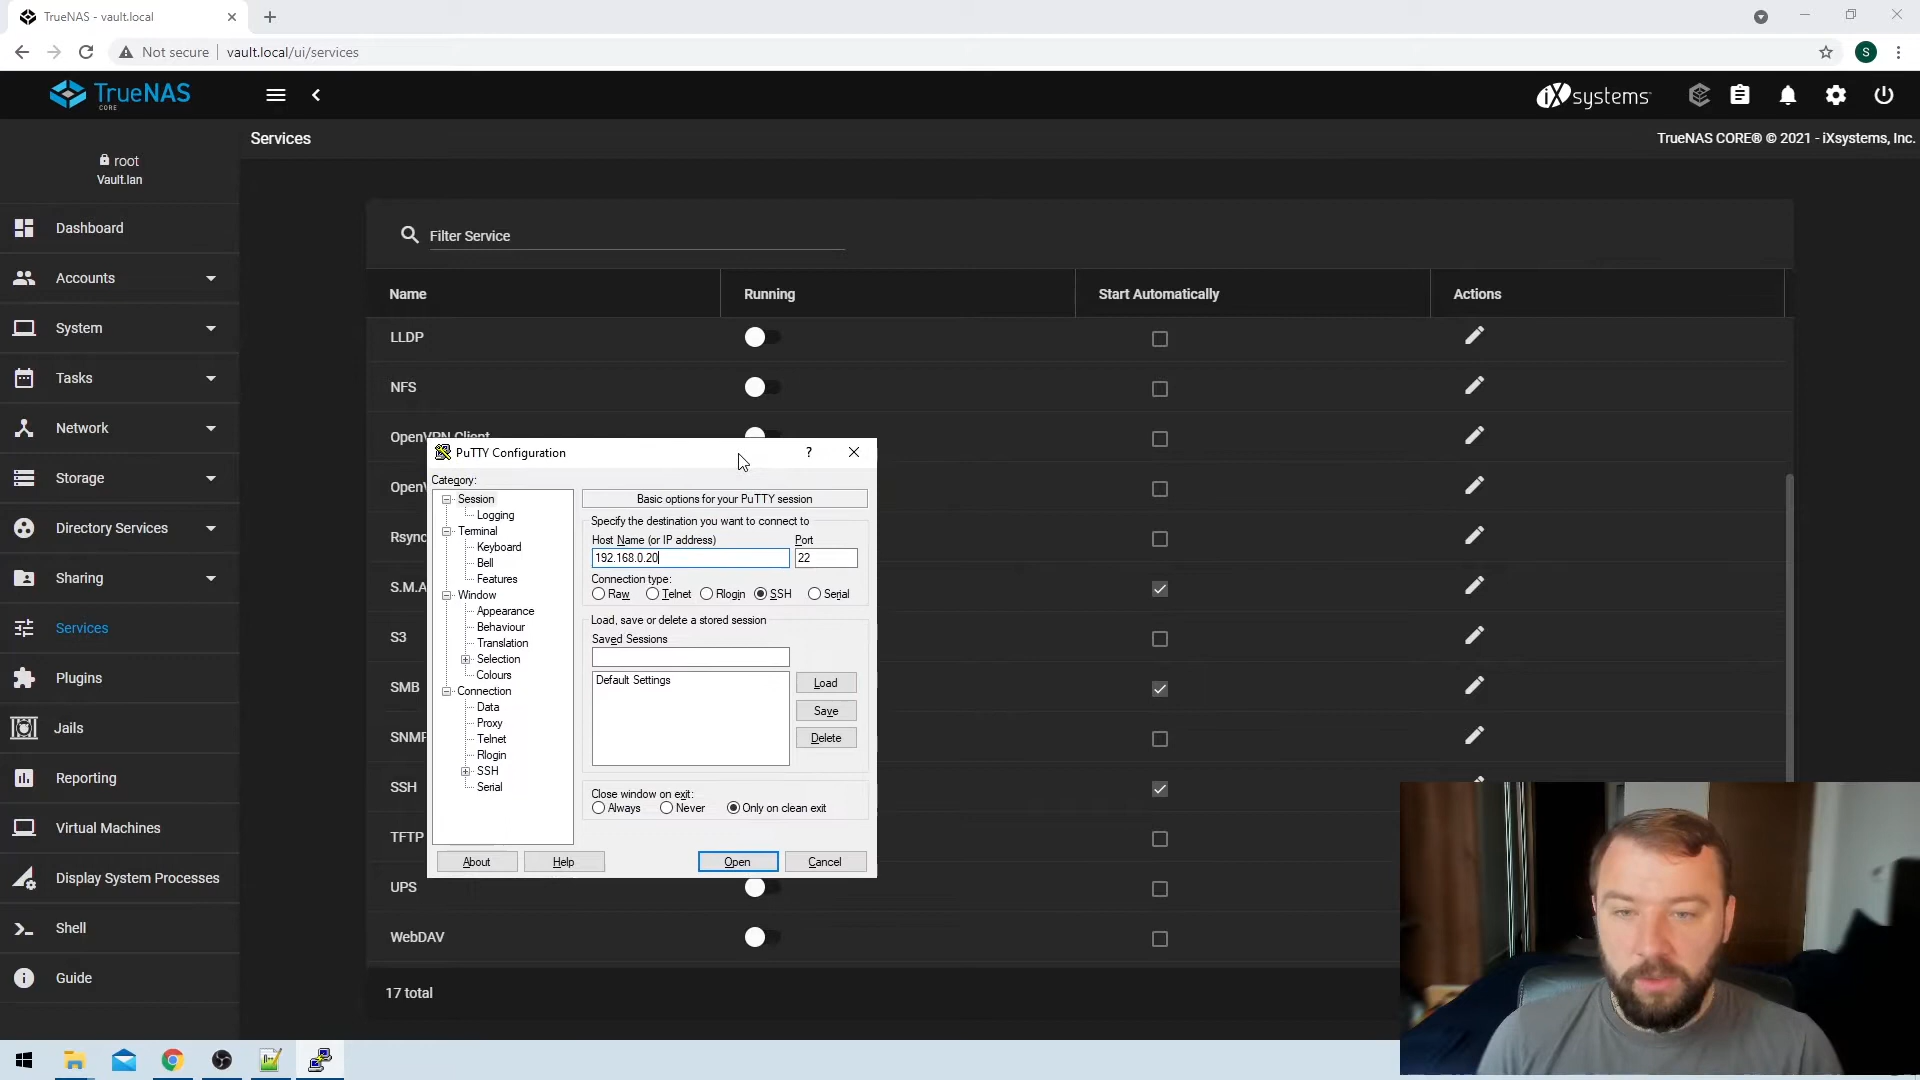 TrueNAS - vault.local
Not secure
vault.local/ui/services
S
TrueNAS
CORE
iX systems
Services
TrueNAS CORE® © 2021 - iXsystems, Inc.
root
Vault.lan
Dashboard
Accounts
System
Tasks
Network
Storage
Directory Services
Sharing
Services
Plugins
Jails
Reporting
Virtual Machines
Display System Processes
Shell
Guide
Filter Service
Name
Running
Start Automatically
Actions
LLDP
NFS
OpenVPN Client
OpenV
Rsync
S.M.A
S3
SMB
SNMP
SSH
TFTP
UPS
WebDAV
17 total
PuTTY Configuration
?
Category:
Session
Logging
Terminal
Keyboard
Bell
Features
Window
Appearance
Behaviour
Translation
Selection
Colours
Connection
Data
Proxy
Telnet
Rlogin
SSH
Serial
Basic options for your PuTTY session
Specify the destination you want to connect to
Host Name (or IP address)
Port
192.168.0.20
22
Connection type:
Raw
Telnet
Rlogin
SSH
Serial
Load, save or delete a stored session
Saved Sessions
Default Settings
Load
Save
Delete
Close window on exit:
Always
Never
Only on clean exit
About
Help
Open
Cancel